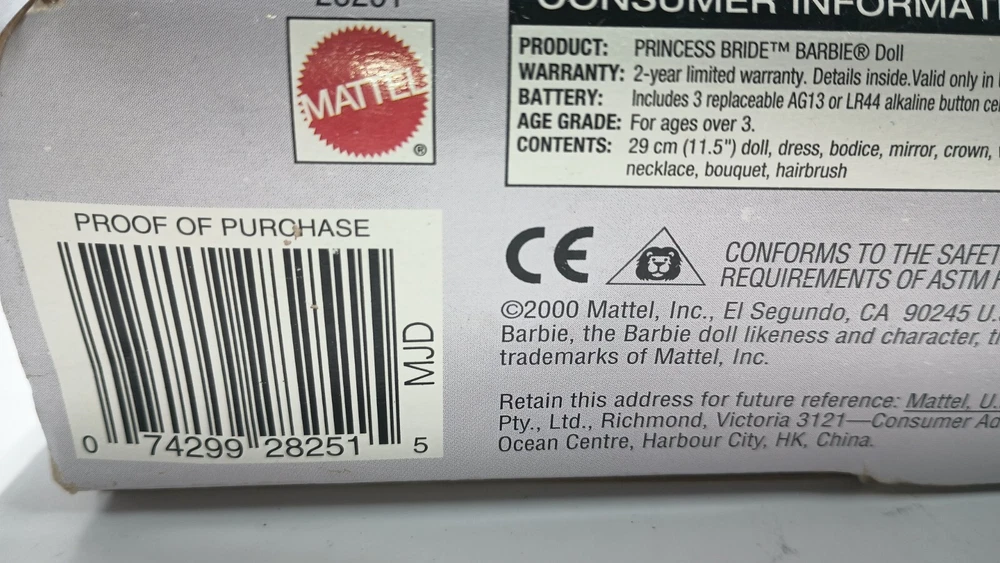 28251
MATTEL
®
PROOF OF PURCHASE
MJD
0 74299 28251 5
CONSUMER
PRODUCT: PRINCESS BRIDE™ BARBIE® Doll
WARRANTY: 2-year limited warranty. Details inside.Valid only in
BATTERY: Includes 3 replaceable AG13 or LR44 alkaline button
AGE GRADE: For ages over 3.
CONTENTS: 29 cm (11.5") doll, dress, bodice, mirror, crown,
necklace, bouquet, hairbrush
CE
CONFORMS TO THE
REQUIREMENTS OF ASTM
©2000 Mattel, Inc., El Segundo, CA 90245
Barbie, the Barbie doll likeness and character,
trademarks of Mattel, Inc.
Retain this address for future reference: Mattel,
Pty., Ltd., Richmond, Victoria 3121—Consumer
Ocean Centre, Harbour City, HK, China.